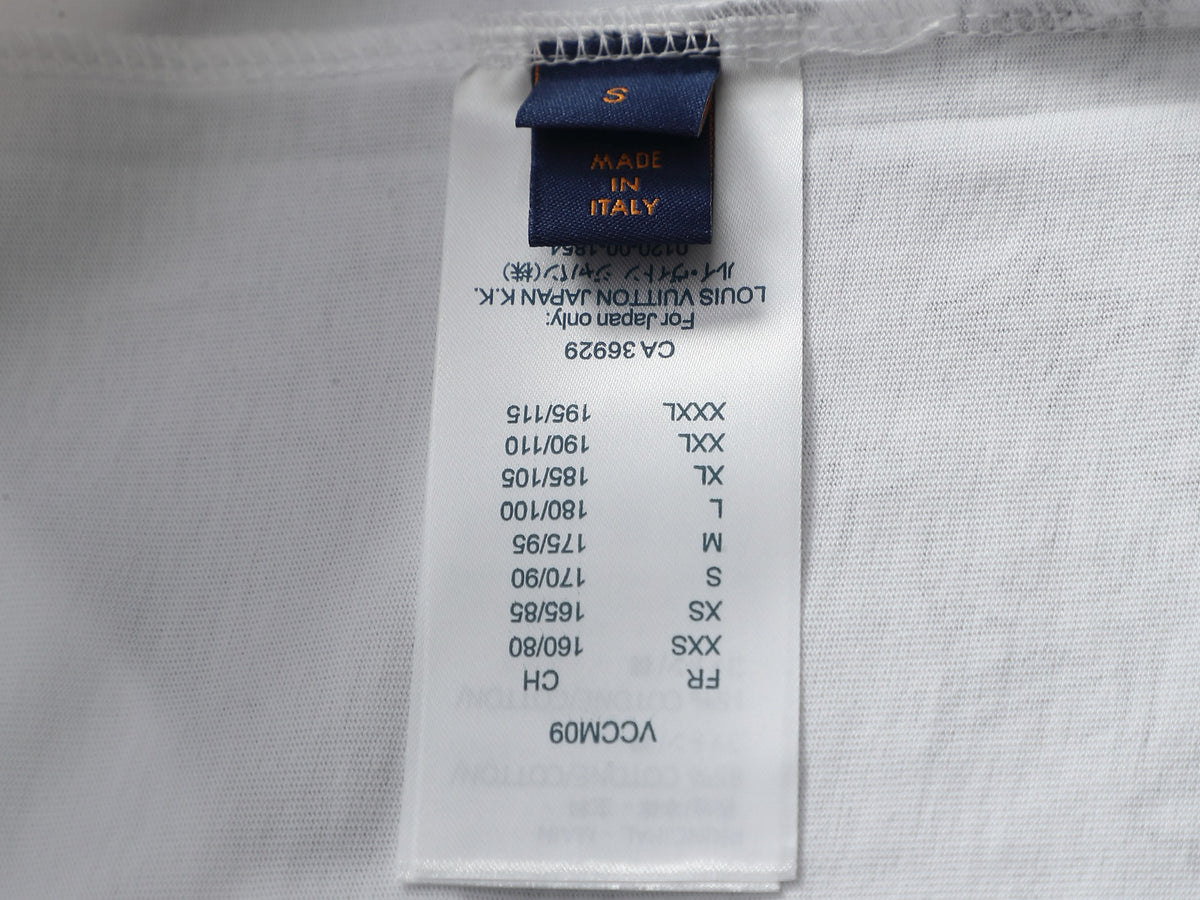 S
MADE
IN
ITALY
VCCM09
FR CH
XXS 160/80
XS 165/85
S 170/90
M 175/95
L 180/100
XL 185/105
XXL 190/110
XXXL 195/115
CA 36929
For Japan only:
LOUIS VUITTON JAPAN K.K.
ルイ・ヴィトン ジャパン(株)
0120-00-1854